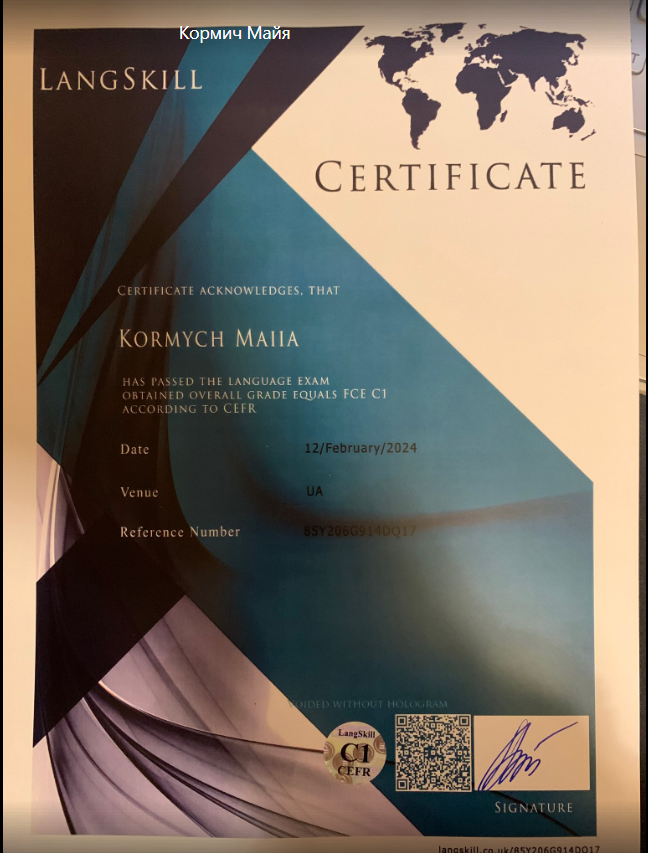 Кормич Майя
LANGSKILL
CERTIFICATE
CERTIFICATE ACKNOWLEDGES, THAT
KORMYCH MAIIA
HAS PASSED THE LANGUAGE EXAM
OBTAINED OVERALL GRADE EQUALS FCE C1
ACCORDING TO CEFR
Date 12/February/2024
Venue UA
Reference Number 85Y206G914DQ17
VOIDED WITHOUT HOLOGRAM
LangSkill
C1
CEFR
SIGNATURE
langskill.co.uk/85Y206G914DQ17